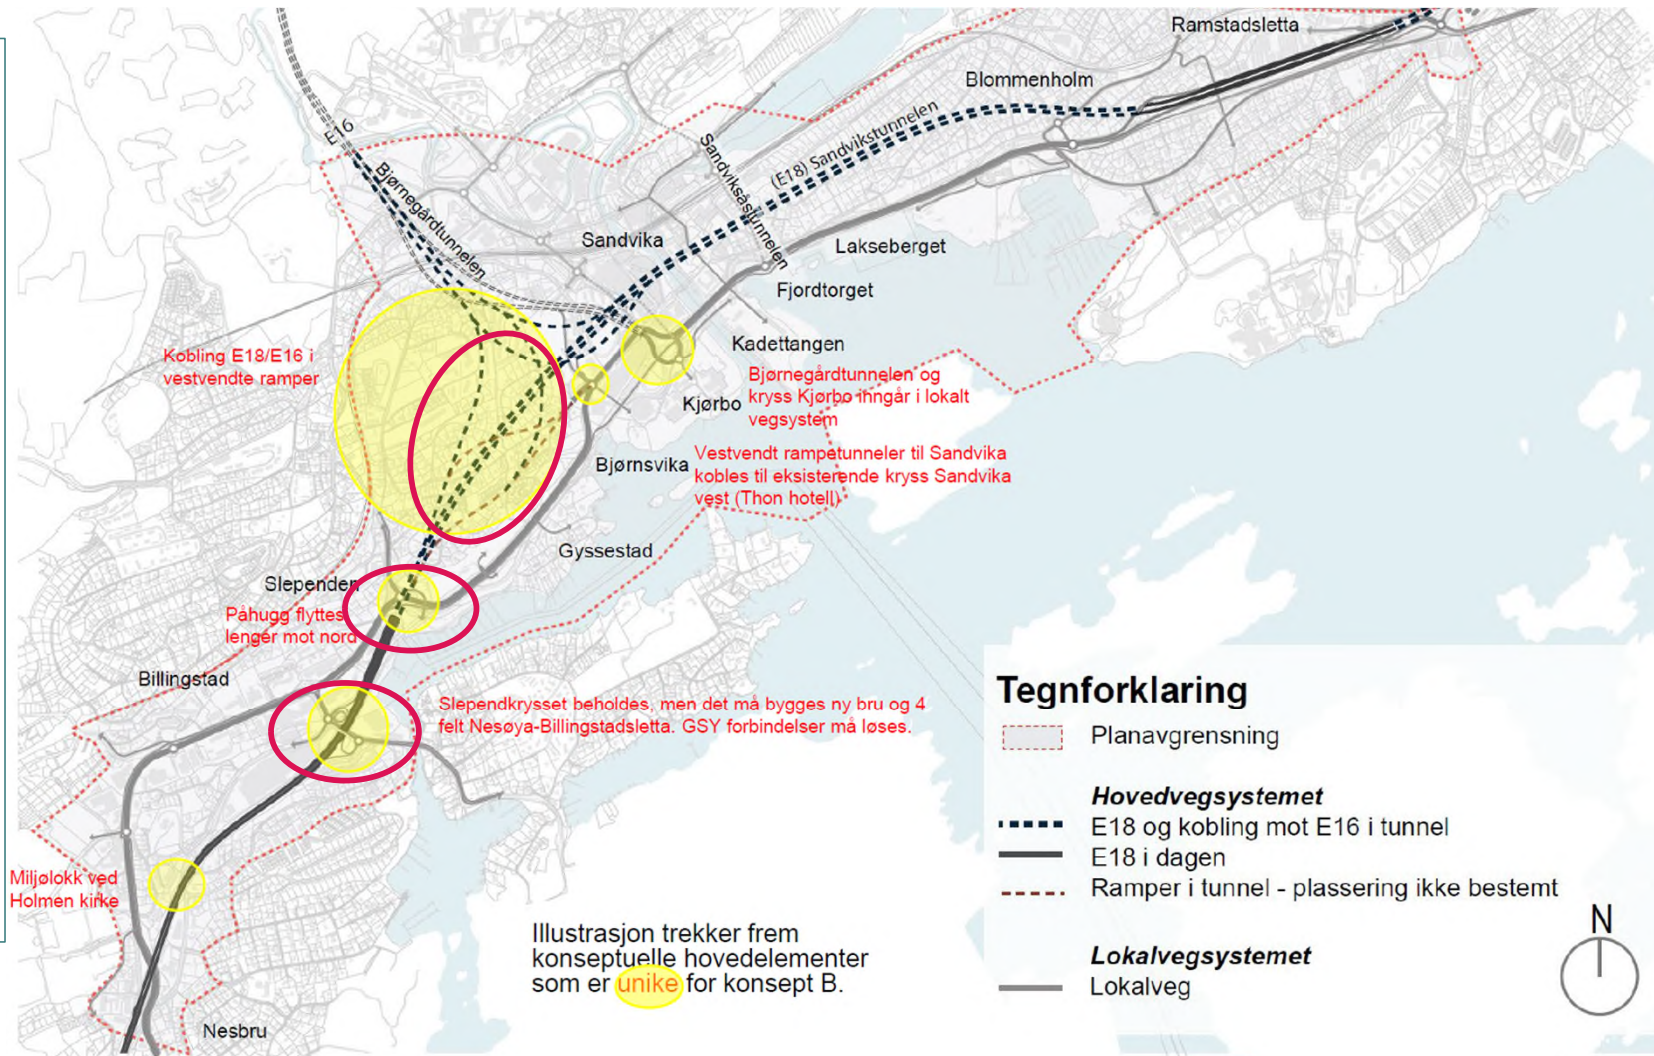 Ramstadsletta
Blommenholm
E16
Bjørnegårdtunnelen
Sandviksåstunnelen
(E18) Sandvikstunnelen
Sandvika
Lakseberget
Fjordtorget
Kadettangen
Kobling E18/E16 i
vestvendte ramper
Bjørnegårdtunnelen og
kryss Kjørbo inngår i lokalt
vegsystem
Kjørbo
Bjørnsvika
Vestvendt rampetunneler til Sandvika
kobles til eksisterende kryss Sandvika
vest (Thon hotell)
Gyssestad
Slependen
Påhugg flyttes
lenger mot nord
Billingstad
Slependkrysset beholdes, men det må bygges ny bru og 4
felt Nesøya-Billingstadsletta. GSY forbindelser må løses.
Miljølokk ved
Holmen kirke
Nesbru
Illustrasjon trekker frem
konseptuelle hovedelementer
som er unike for konsept B.
Tegnforklaring
Planavgrensning
Hovedvegsystemet
E18 og kobling mot E16 i tunnel
E18 i dagen
Ramper i tunnel - plassering ikke bestemt
Lokalvegsystemet
Lokalveg
N